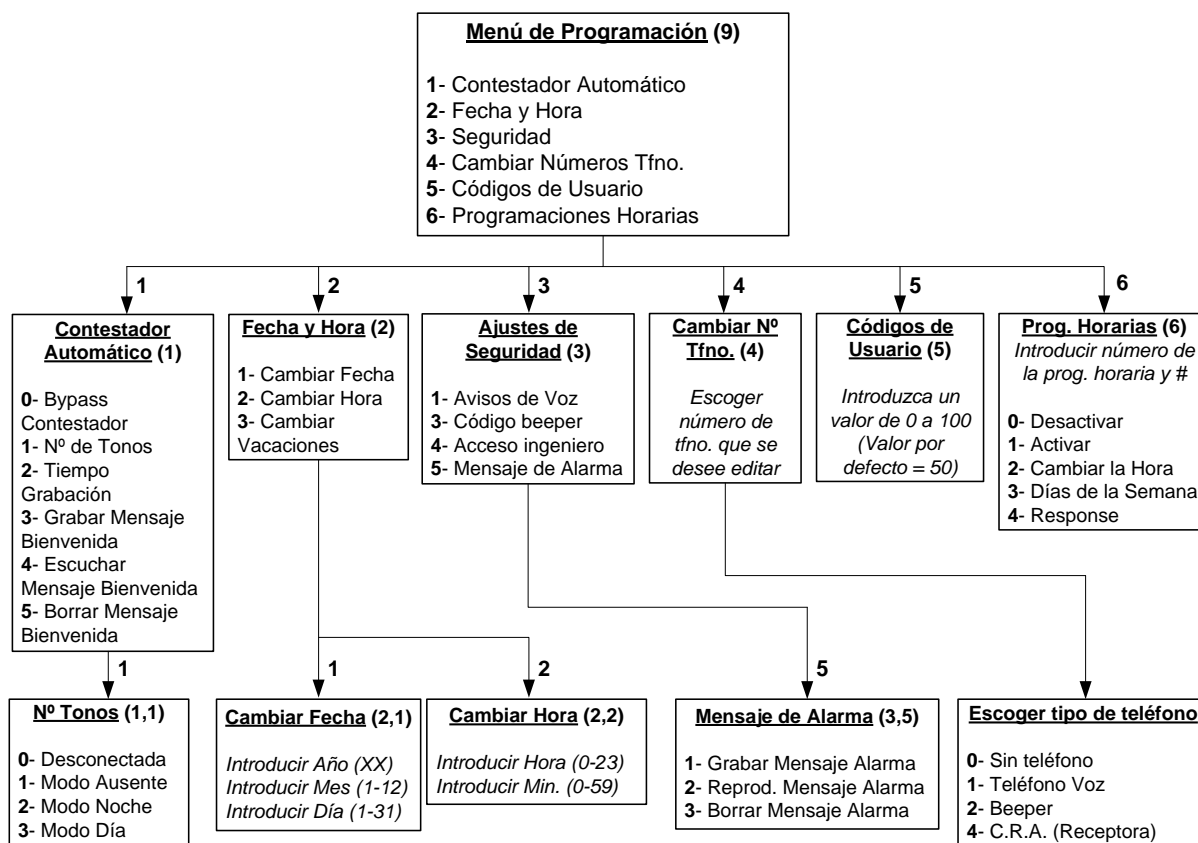 Menú de Programación (9)
1- Contestador Automático
2- Fecha y Hora
3- Seguridad
4- Cambiar Números Tfno.
5- Códigos de Usuario
6- Programaciones Horarias
1
2
3
4
5
6
Contestador
Automático (1)
0- Bypass
Contestador
1- Nº de Tonos
2- Tiempo
Grabación
3- Grabar Mensaje
Bienvenida
4- Escuchar
Mensaje Bienvenida
5- Borrar Mensaje
Bienvenida
Fecha y Hora (2)
1- Cambiar Fecha
2- Cambiar Hora
3- Cambiar
Vacaciones
Ajustes de
Seguridad (3)
1- Avisos de Voz
3- Código beeper
4- Acceso ingeniero
5- Mensaje de Alarma
Cambiar Nº
Tfno. (4)
Escoger
número de
tfno. que se
desee editar
Códigos de
Usuario (5)
Introduzca un
valor de 0 a 100
(Valor por
defecto = 50)
Prog. Horarias (6)
Introducir número de
la prog. horaria y #
0- Desactivar
1- Activar
2- Cambiar la Hora
3- Días de la Semana
4- Response
1
1
2
5
Nº Tonos (1,1)
0- Desconectada
1- Modo Ausente
2- Modo Noche
3- Modo Día
Cambiar Fecha (2,1)
Introducir Año (XX)
Introducir Mes (1-12)
Introducir Día (1-31)
Cambiar Hora (2,2)
Introducir Hora (0-23)
Introducir Min. (0-59)
Mensaje de Alarma (3,5)
1- Grabar Mensaje Alarma
2- Reprod. Mensaje Alarma
3- Borrar Mensaje Alarma
Escoger tipo de teléfono
0- Sin teléfono
1- Teléfono Voz
2- Beeper
4- C.R.A. (Receptora)